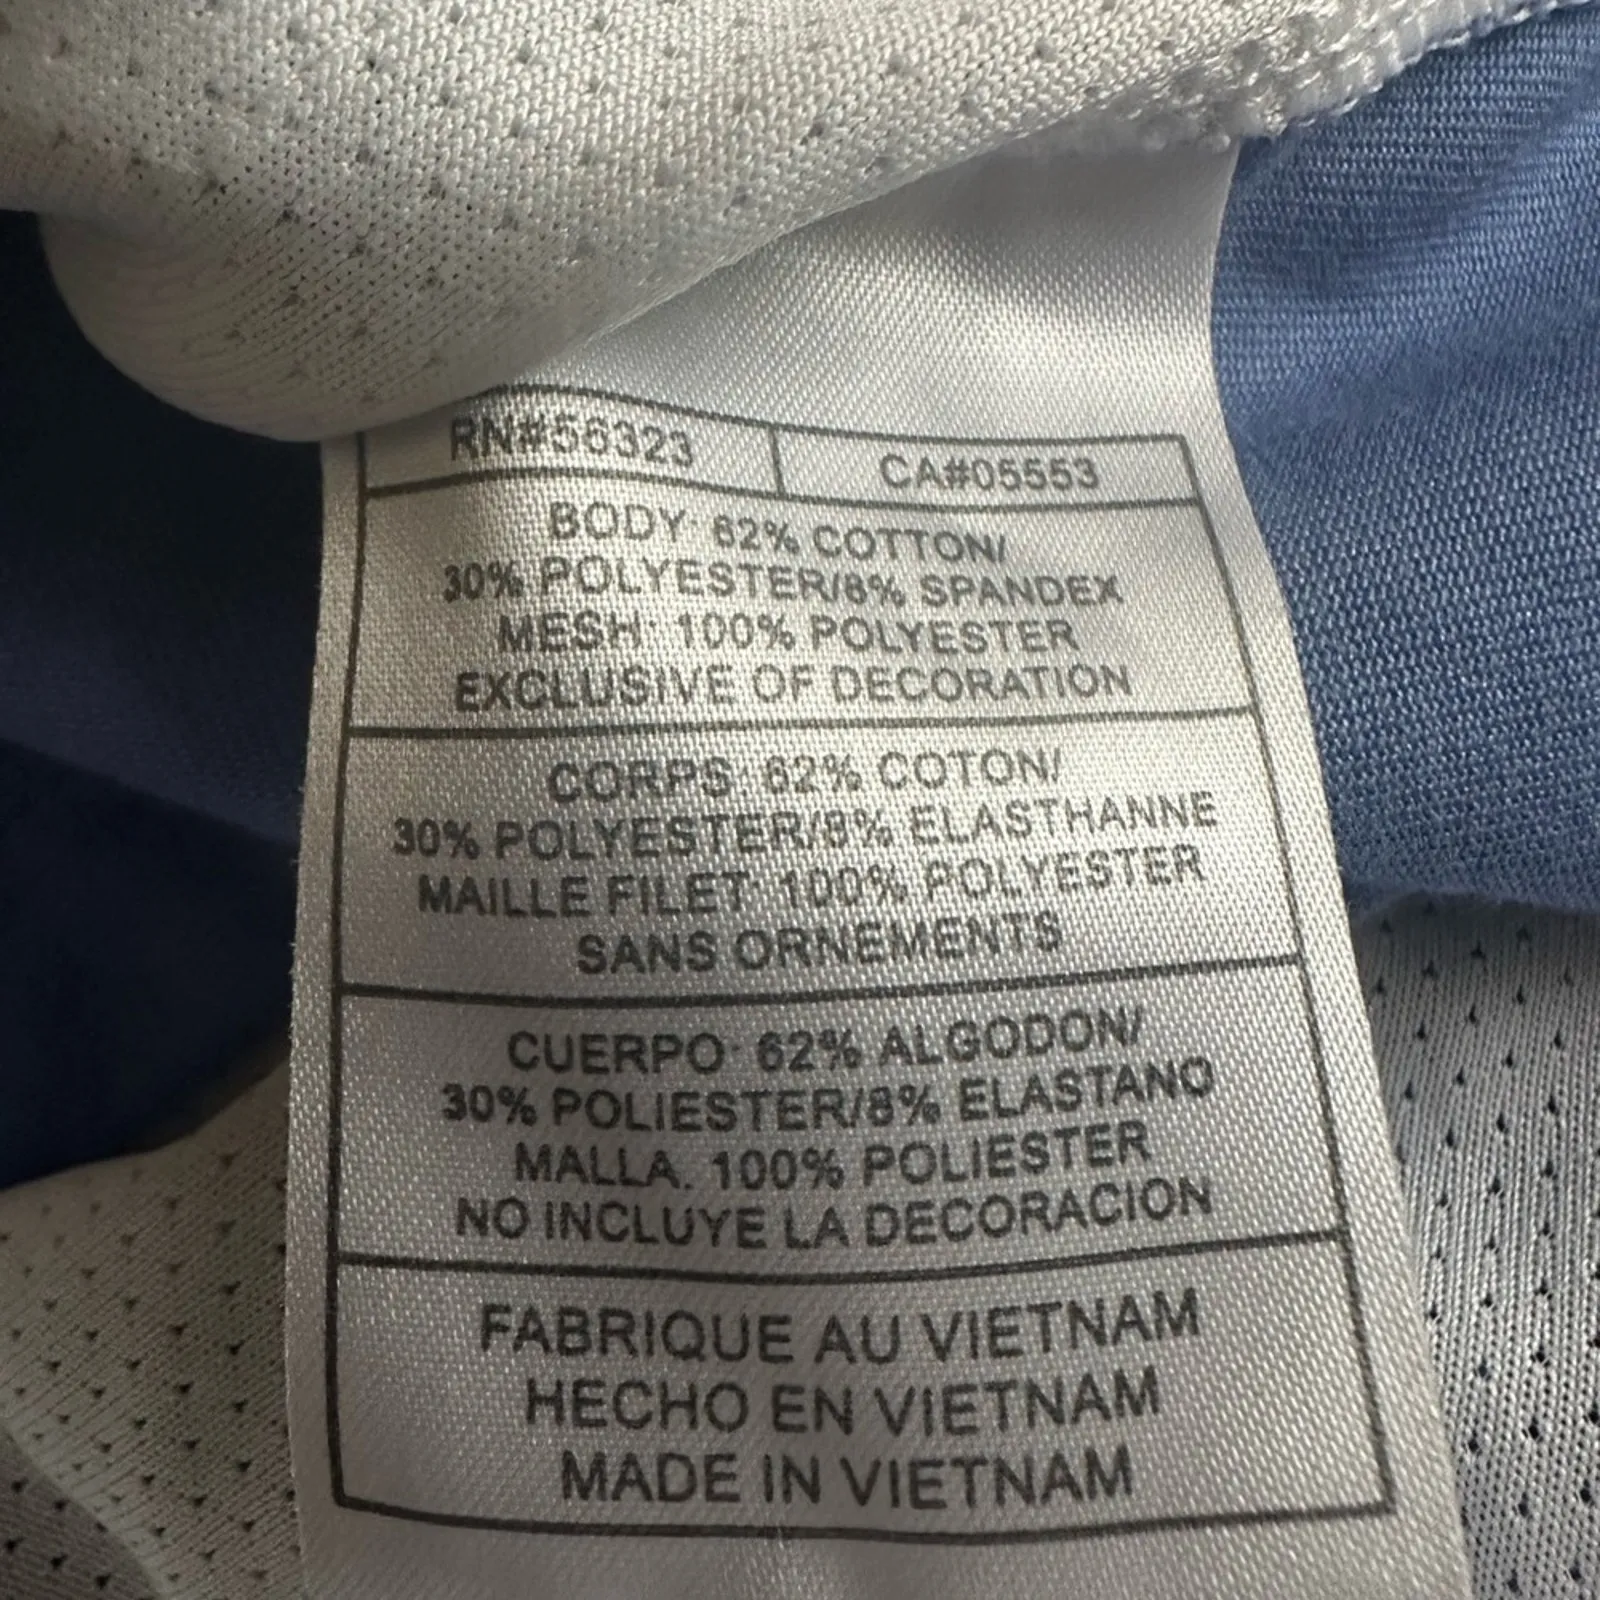 RN#56323
CA#05553
BODY: 62% COTTON/
30% POLYESTER/8% SPANDEX
MESH: 100% POLYESTER
EXCLUSIVE OF DECORATION
CORPS: 62% COTON/
30% POLYESTER/8% ELASTHANNE
MAILLE FILET: 100% POLYESTER
SANS ORNEMENTS
CUERPO: 62% ALGODON/
30% POLIESTER/8% ELASTANO
MALLA: 100% POLIESTER
NO INCLUYE LA DECORACION
FABRIQUE AU VIETNAM
HECHO EN VIETNAM
MADE IN VIETNAM